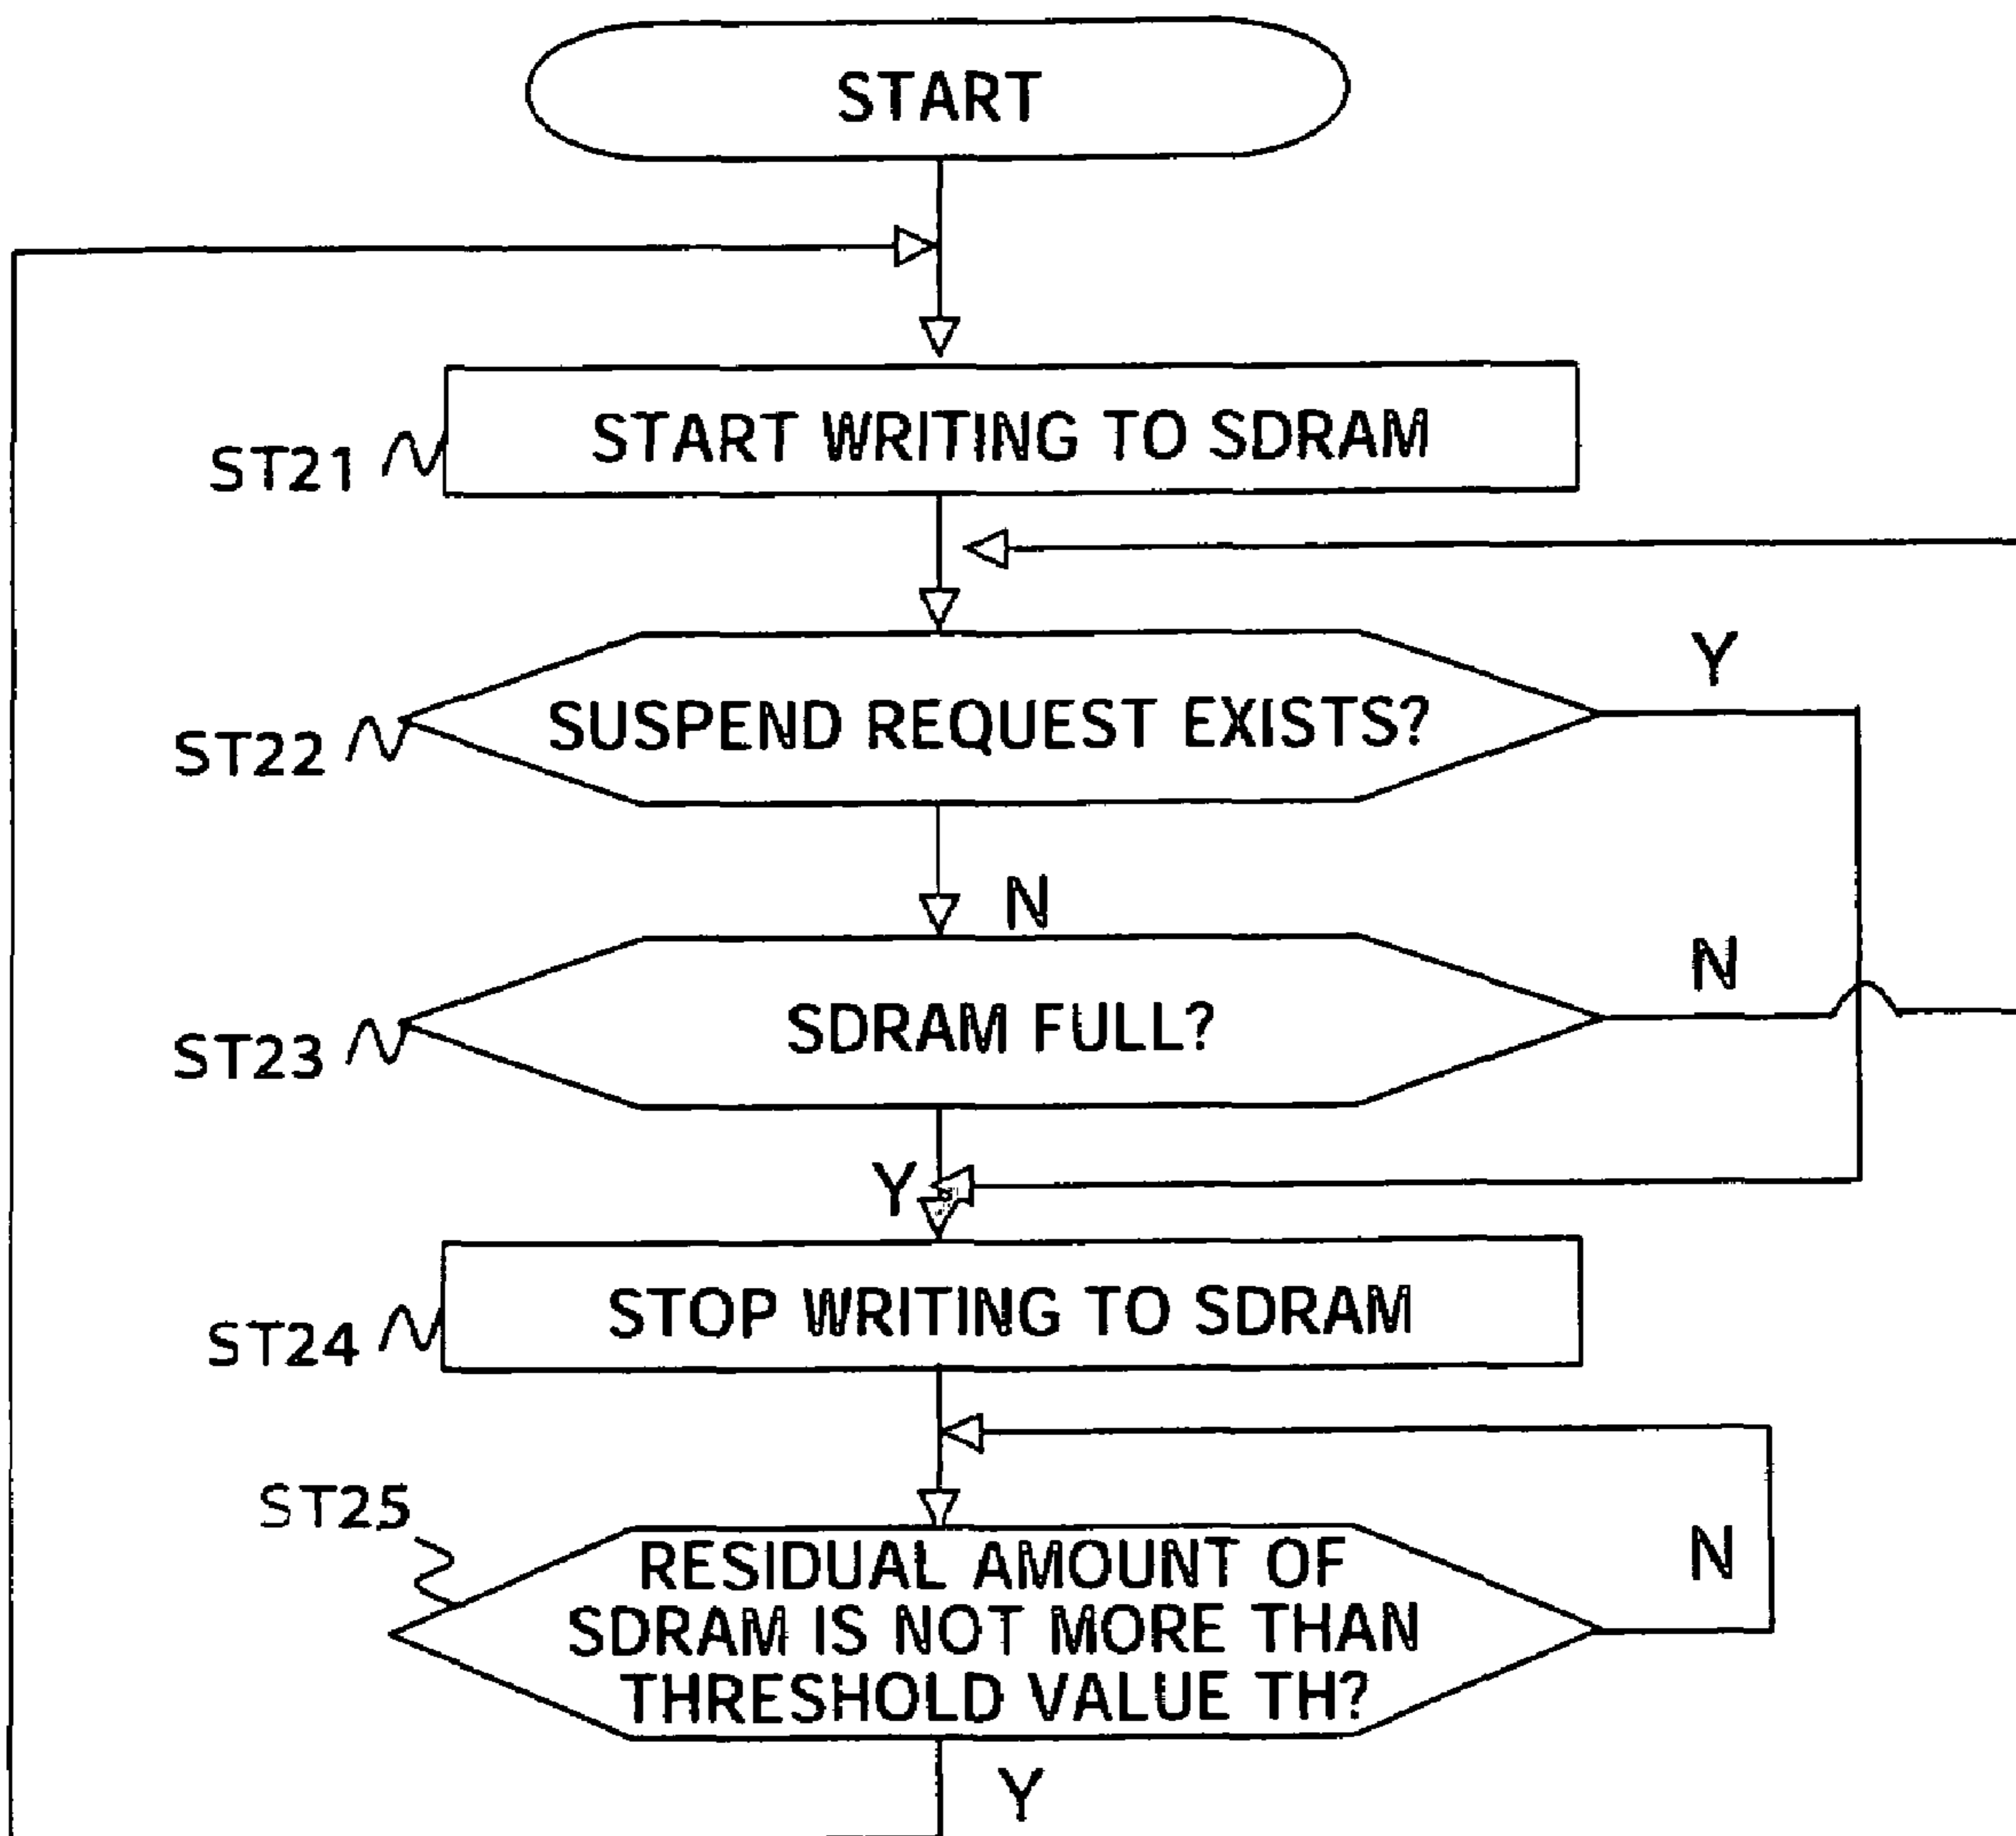 START
START WRITING TO SDRAM
ST21
SUSPEND REQUEST EXISTS?
Y
ST22
N
SDRAM FULL?
N
ST23
Y
STOP WRITING TO SDRAM
ST24
ST25
RESIDUAL AMOUNT OF
SDRAM IS NOT MORE THAN
THRESHOLD VALUE TH?
N
Y